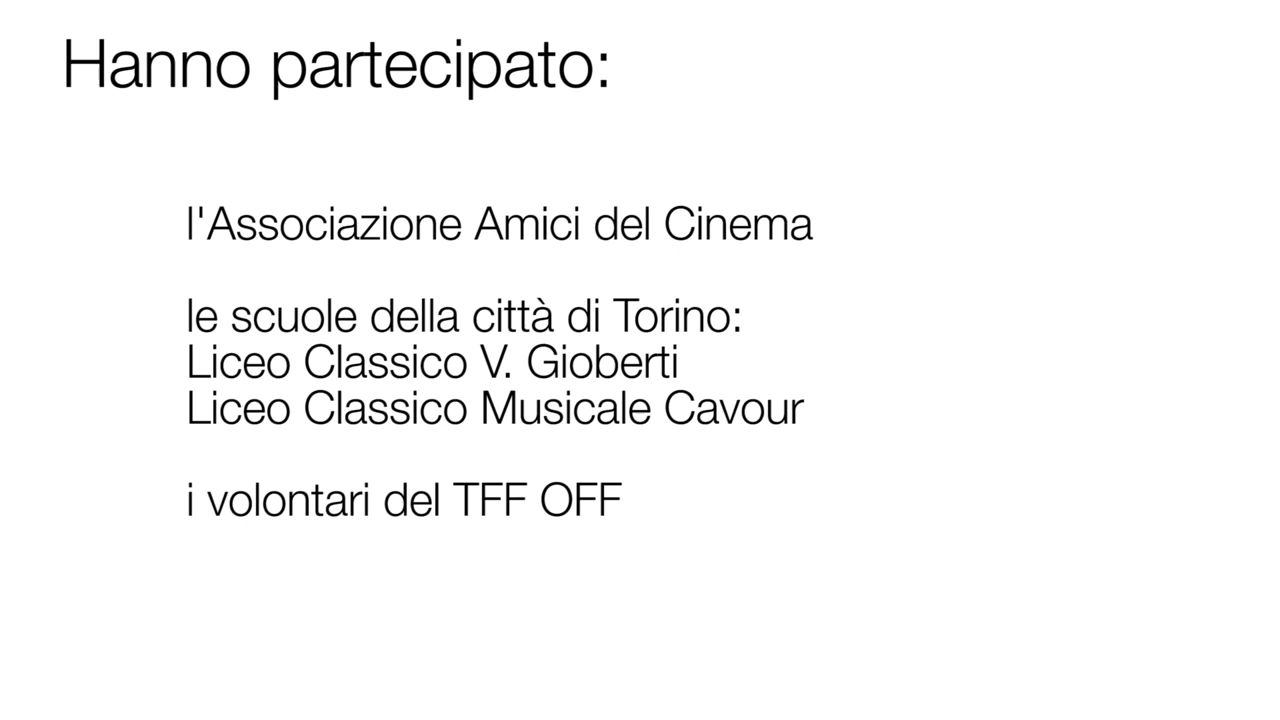 Hanno partecipato:
l'Associazione Amici del Cinema
le scuole della città di Torino:
Liceo Classico V. Gioberti
Liceo Classico Musicale Cavour
i volontari del TFF OFF